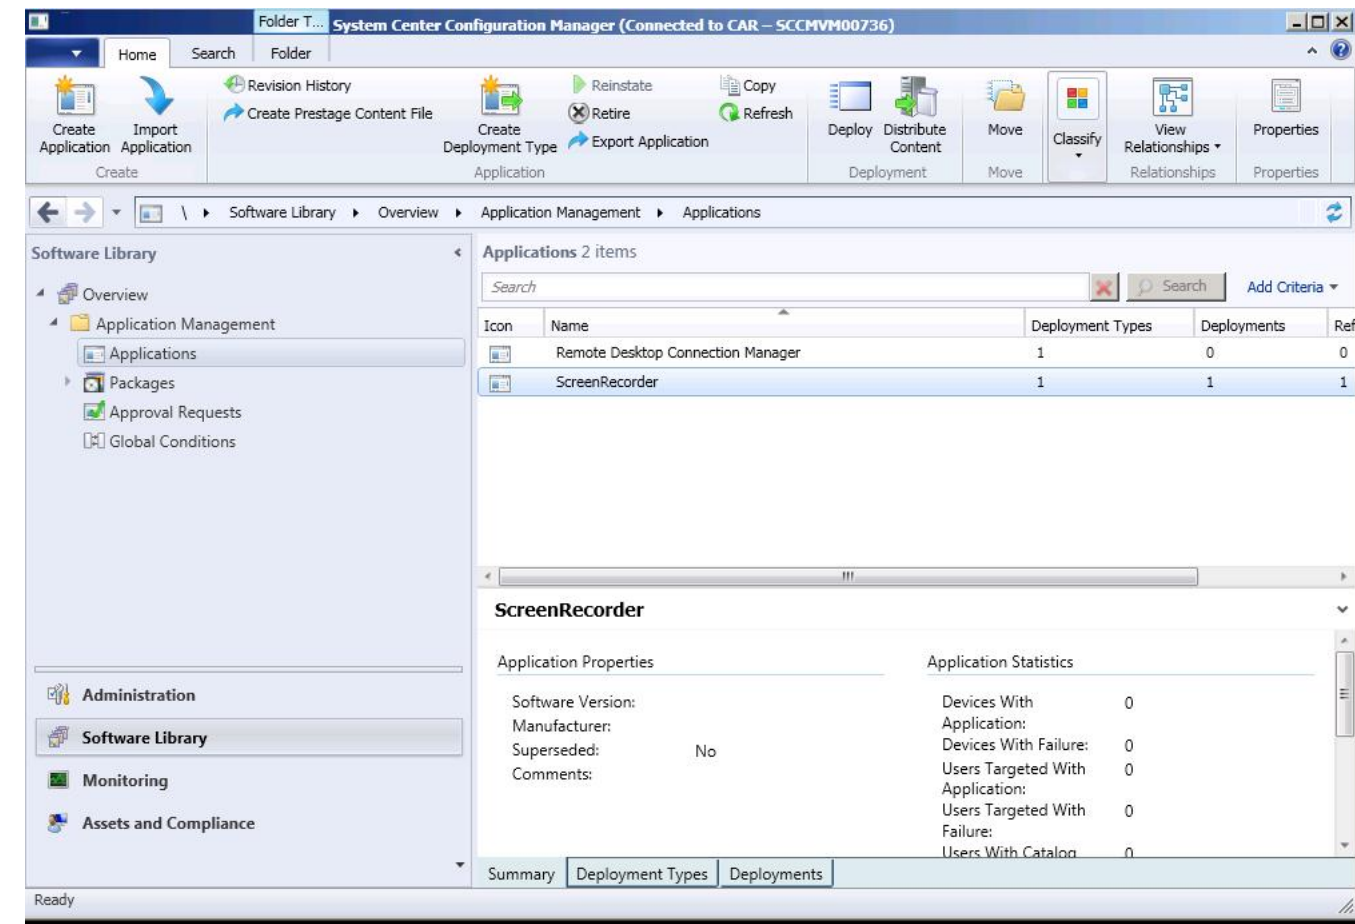 Folder T...
System Center Configuration Manager (Connected to CAR – SCCMVM00736)
Home Search Folder
Create Application
Import Application
Create
Revision History
Create Prestage Content File
Create Deployment Type
Reinstate
Retire
Export Application
Copy
Refresh
Application
Deploy
Distribute Content
Deployment
Move
Move
Classify
View Relationships
Relationships
Properties
Properties
\ Software Library Overview Application Management Applications
Software Library
Overview
Application Management
Applications
Packages
Approval Requests
Global Conditions
Administration
Software Library
Monitoring
Assets and Compliance
Applications 2 items
Search Search Add Criteria
Icon Name Deployment Types Deployments Ref
Remote Desktop Connection Manager 1 0 0
ScreenRecorder 1 1 1
ScreenRecorder
Application Properties
Software Version:
Manufacturer:
Superseded: No
Comments:
Application Statistics
Devices With Application: 0
Devices With Failure: 0
Users Targeted With Application: 0
Users Targeted With Failure: 0
Users With Catalog 0
Summary Deployment Types Deployments
Ready